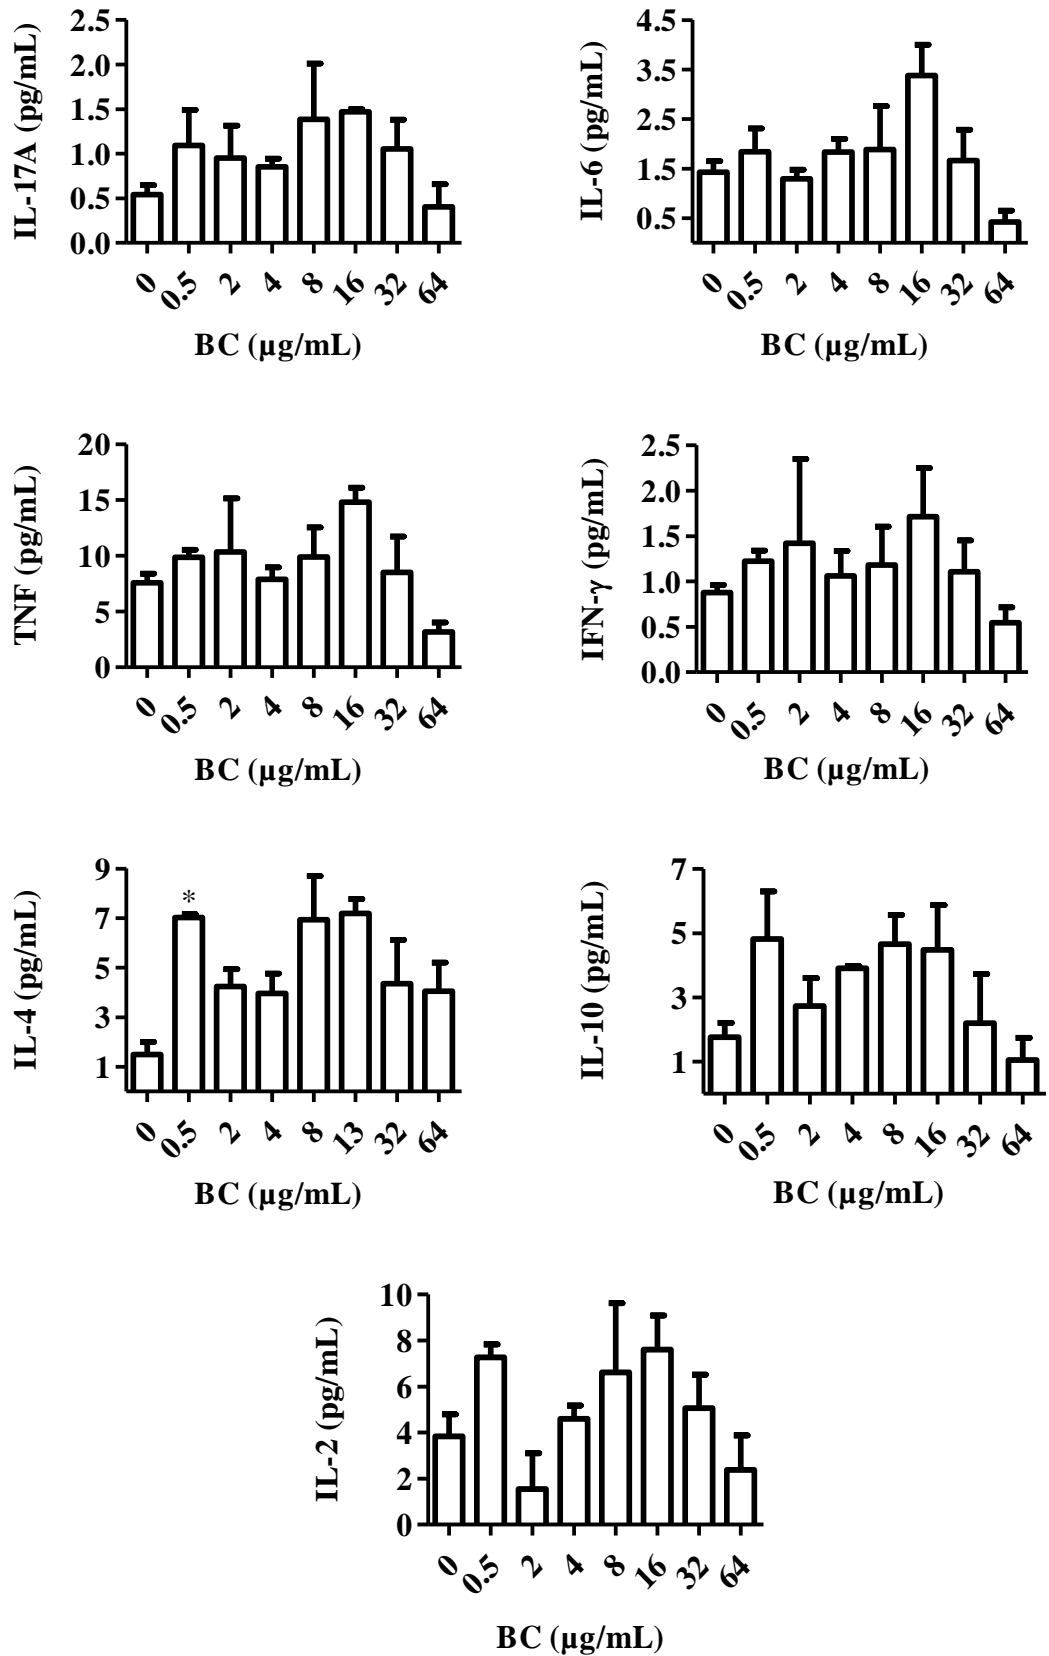 IL-17A (pg/mL)
2.5
2.0
1.5
1.0
0.5
0.0
0 0.5 2 4 8 16 32 64
BC (µg/mL)
IL-6 (pg/mL)
4.5
3.5
2.5
1.5
0.5
0 0.5 2 4 8 16 32 64
BC (µg/mL)
TNF (pg/mL)
20
15
10
5
0
0 0.5 2 4 8 16 32 64
BC (µg/mL)
IFN-γ (pg/mL)
2.5
2.0
1.5
1.0
0.5
0.0
0 0.5 2 4 8 16 32 64
BC (µg/mL)
IL-4 (pg/mL)
9
7
5
3
1
*
0 0.5 2 4 8 13 32 64
BC (µg/mL)
IL-10 (pg/mL)
7
5
3
1
0 0.5 2 4 8 16 32 64
BC (µg/mL)
IL-2 (pg/mL)
10
8
6
4
2
0
0 0.5 2 4 8 16 32 64
BC (µg/mL)